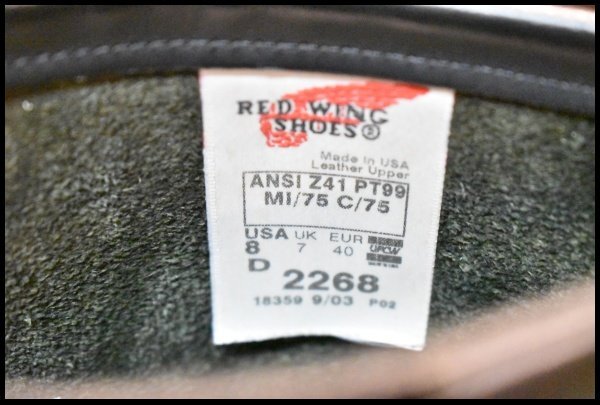 RED WING
SHOES®
Made in USA
Leather Upper
ANSI Z41 PT99
MI/75 C/75
USA UK EUR
8 7 40
D 2268
UFCW
18359 9/03 P02